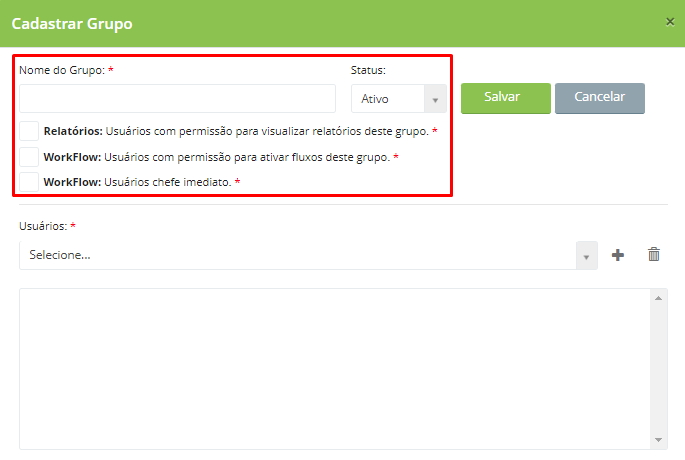 Cadastrar Grupo ×
Nome do Grupo: * Status:
Ativo Salvar Cancelar
Relatórios: Usuários com permissão para visualizar relatórios deste grupo. *
WorkFlow: Usuários com permissão para ativar fluxos deste grupo. *
WorkFlow: Usuários chefe imediato. *
Usuários: *
Selecione...